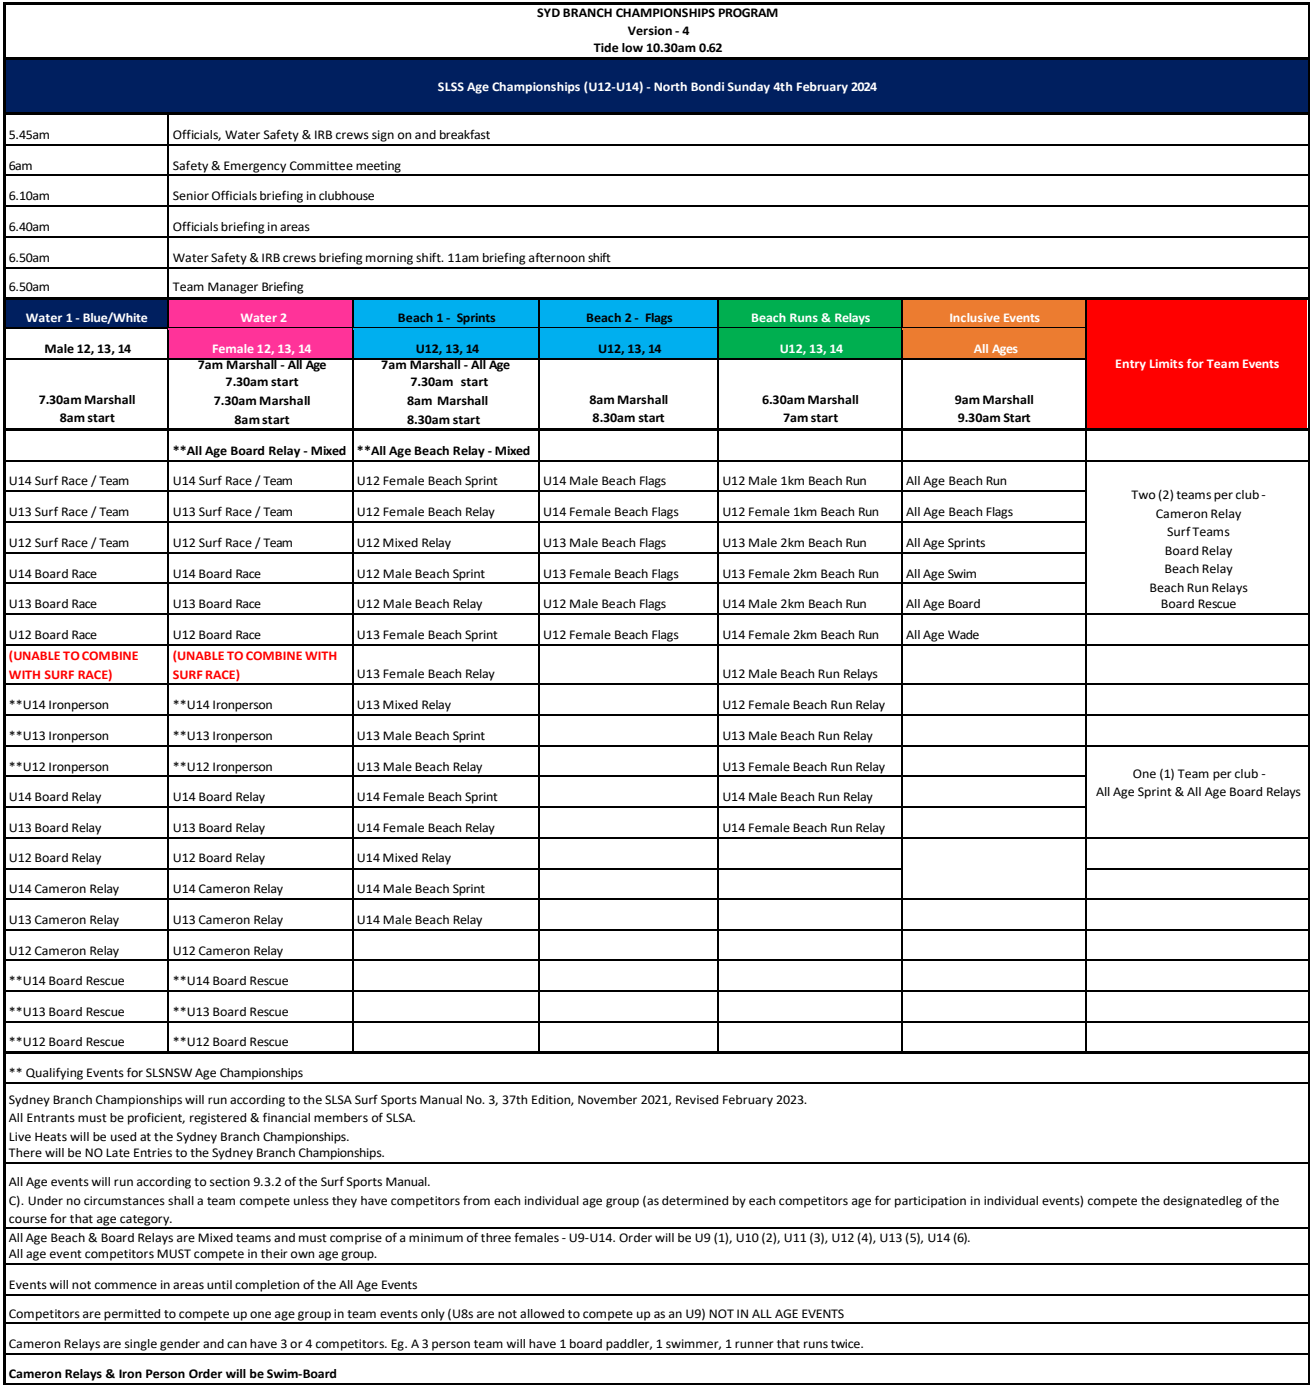 SYD BRANCH CHAMPIONSHIPS PROGRAM
Version - 4
Tide low 10.30am 0.62
SLSS Age Championships (U12-U14) - North Bondi Sunday 4th February 2024
5.45am Officials, Water Safety & IRB crews sign on and breakfast
6am Safety & Emergency Committee meeting
6.10am Senior Officials briefing in clubhouse
6.40am Officials briefing in areas
6.50am Water Safety & IRB crews briefing morning shift. 11am briefing afternoon shift
6.50am Team Manager Briefing
Water 1 - Blue/White Water 2 Beach 1 - Sprints Beach 2 - Flags Beach Runs & Relays Inclusive Events
Male 12, 13, 14 Female 12, 13, 14 U12, 13, 14 U12, 13, 14 U12, 13, 14 All Ages
Entry Limits for Team Events
7am Marshall - All Age 7am Marshall - All Age
7.30am start 7.30am start
7.30am Marshall 7.30am Marshall 8am Marshall 8am Marshall 6.30am Marshall 9am Marshall
8am start 8am start 8.30am start 8.30am start 7am start 9.30am Start
**All Age Board Relay - Mixed **All Age Beach Relay - Mixed
U14 Surf Race / Team U14 Surf Race / Team U12 Female Beach Sprint U14 Male Beach Flags U12 Male 1km Beach Run All Age Beach Run
U13 Surf Race / Team U13 Surf Race / Team U12 Female Beach Relay U14 Female Beach Flags U12 Female 1km Beach Run All Age Beach Flags
U12 Surf Race / Team U12 Surf Race / Team U12 Mixed Relay U13 Male Beach Flags U13 Male 2km Beach Run All Age Sprints
U14 Board Race U14 Board Race U12 Male Beach Sprint U13 Female Beach Flags U13 Female 2km Beach Run All Age Swim
U13 Board Race U13 Board Race U12 Male Beach Relay U12 Male Beach Flags U14 Male 2km Beach Run All Age Board
Two (2) teams per club -
Cameron Relay
Surf Teams
Board Relay
Beach Relay
Beach Run Relays
Board Rescue
U12 Board Race U12 Board Race U13 Female Beach Sprint U12 Female Beach Flags U14 Female 2km Beach Run All Age Wade
(UNABLE TO COMBINE (UNABLE TO COMBINE WITH
WITH SURF RACE) SURF RACE) U13 Female Beach Relay U12 Male Beach Run Relays
**U14 Ironperson **U14 Ironperson U13 Mixed Relay U12 Female Beach Run Relay
**U13 Ironperson **U13 Ironperson U13 Male Beach Sprint U13 Male Beach Run Relay
**U12 Ironperson **U12 Ironperson U13 Male Beach Relay U13 Female Beach Run Relay
U14 Board Relay U14 Board Relay U14 Female Beach Sprint U14 Male Beach Run Relay
U13 Board Relay U13 Board Relay U14 Female Beach Relay U14 Female Beach Run Relay
One (1) Team per club -
All Age Sprint & All Age Board Relays
U12 Board Relay U12 Board Relay U14 Mixed Relay
U14 Cameron Relay U14 Cameron Relay U14 Male Beach Sprint
U13 Cameron Relay U13 Cameron Relay U14 Male Beach Relay
U12 Cameron Relay U12 Cameron Relay
**U14 Board Rescue **U14 Board Rescue
**U13 Board Rescue **U13 Board Rescue
**U12 Board Rescue **U12 Board Rescue
** Qualifying Events for SLSNSW Age Championships
Sydney Branch Championships will run according to the SLSA Surf Sports Manual No. 3, 37th Edition, November 2021, Revised February 2023.
All Entrants must be proficient, registered & financial members of SLSA.
Live Heats will be used at the Sydney Branch Championships.
There will be NO Late Entries to the Sydney Branch Championships.
All Age events will run according to section 9.3.2 of the Surf Sports Manual.
C). Under no circumstances shall a team compete unless they have competitors from each individual age group (as determined by each competitors age for participation in individual events) compete the designatedleg of the
course for that age category.
All Age Beach & Board Relays are Mixed teams and must comprise of a minimum of three females - U9-U14. Order will be U9 (1), U10 (2), U11 (3), U12 (4), U13 (5), U14 (6).
All age event competitors MUST compete in their own age group.
Events will not commence in areas until completion of the All Age Events
Competitors are permitted to compete up one age group in team events only (U8s are not allowed to compete up as an U9) NOT IN ALL AGE EVENTS
Cameron Relays are single gender and can have 3 or 4 competitors. Eg. A 3 person team will have 1 board paddler, 1 swimmer, 1 runner that runs twice.
Cameron Relays & Iron Person Order will be Swim-Board